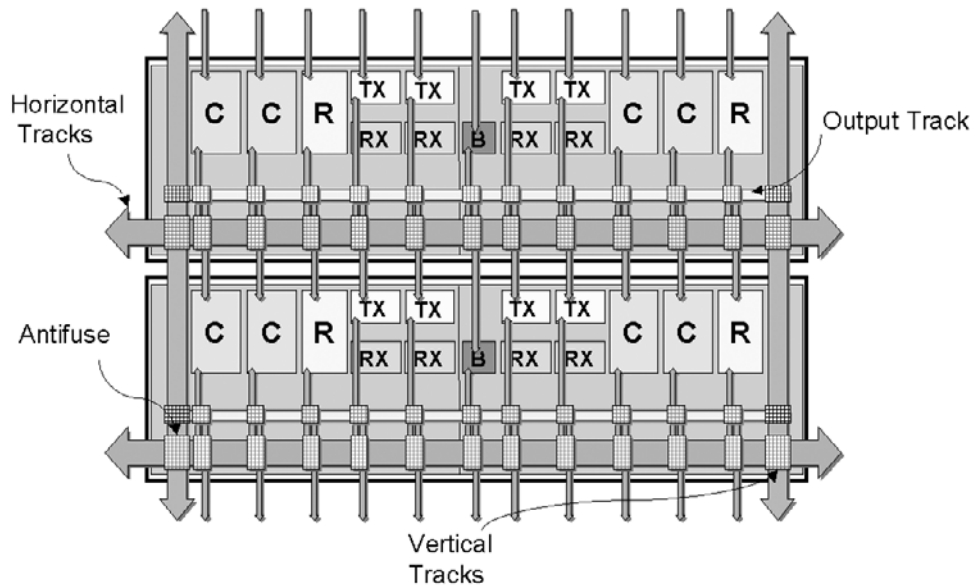 Horizontal
Tracks
C C R TX TX TX TX C C R
RX RX B RX RX
Output Track
Antifuse
C C R TX TX TX TX C C R
RX RX B RX RX
Vertical
Tracks